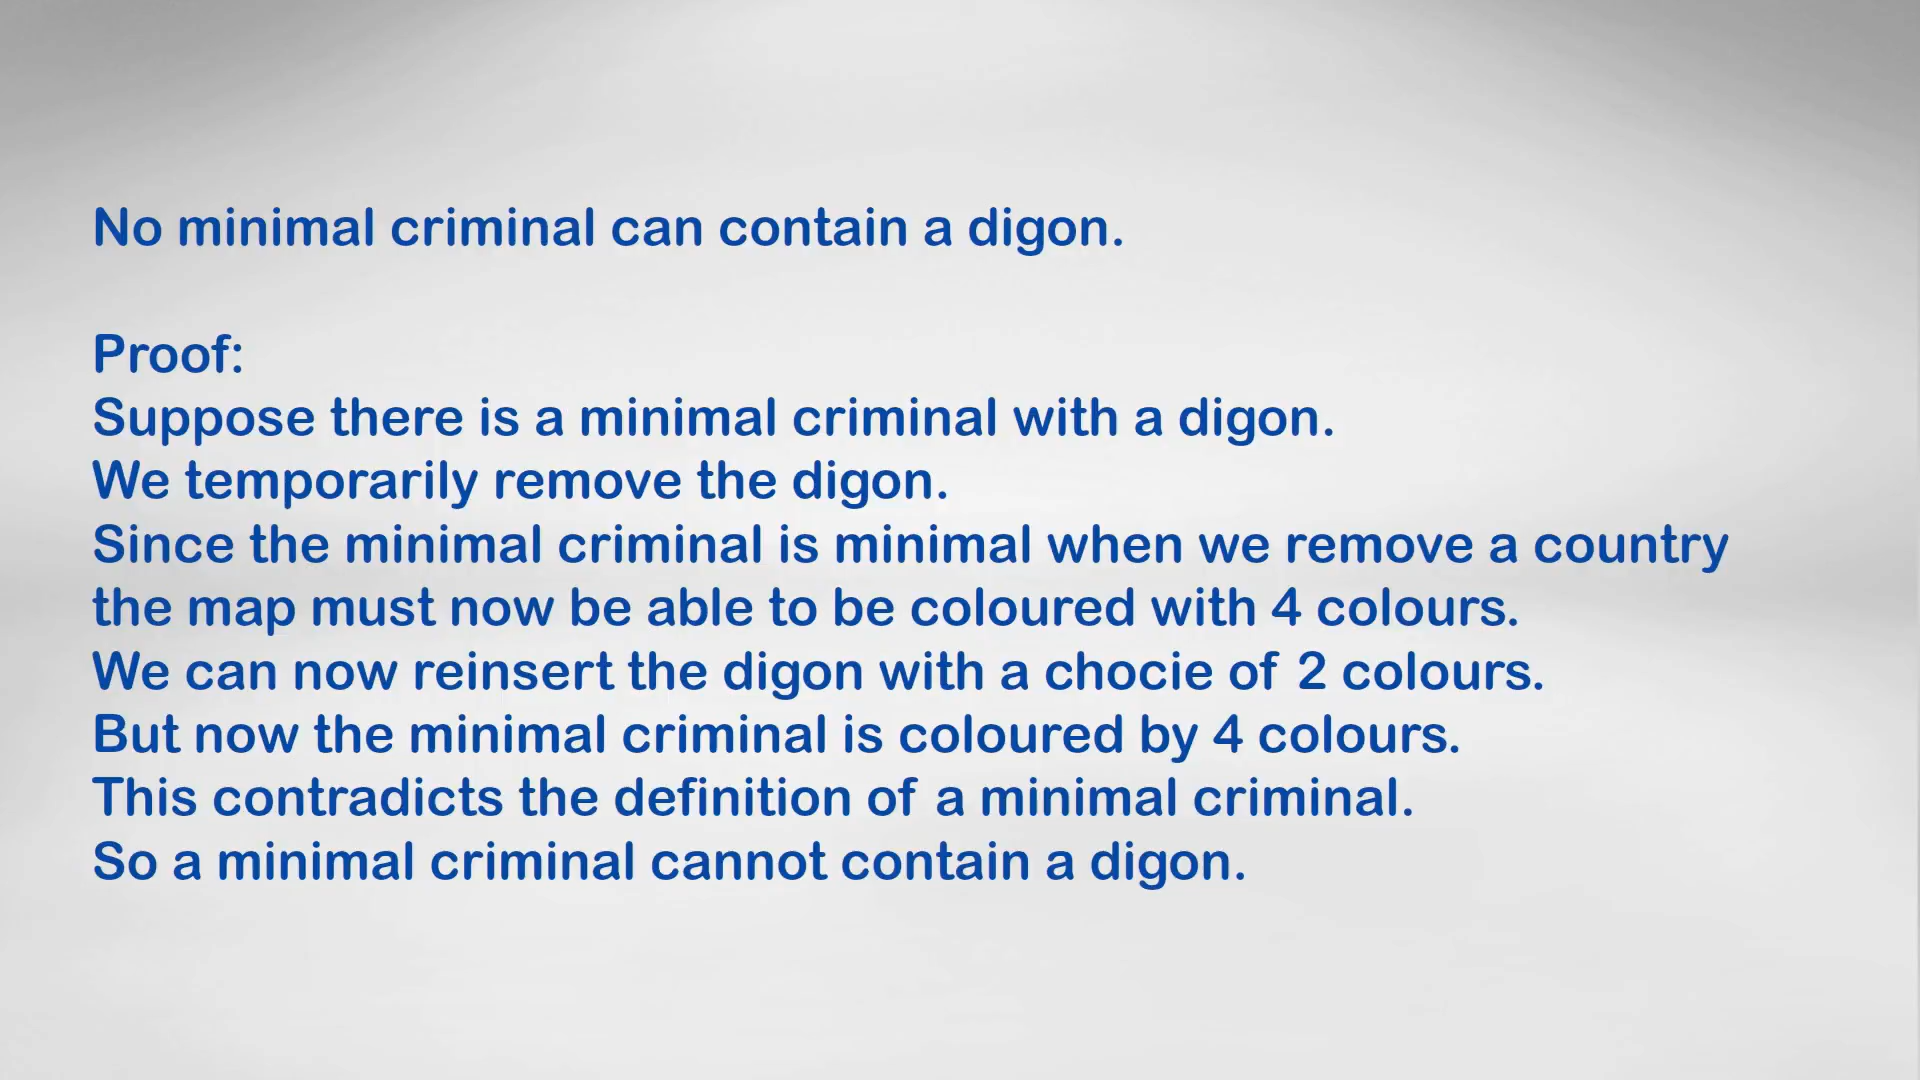 No minimal criminal can contain a digon.
Proof:
Suppose there is a minimal criminal with a digon.
We temporarily remove the digon.
Since the minimal criminal is minimal when we remove a country
the map must now be able to be coloured with 4 colours.
We can now reinsert the digon with a chocie of 2 colours.
But now the minimal criminal is coloured by 4 colours.
This contradicts the definition of a minimal criminal.
So a minimal criminal cannot contain a digon.